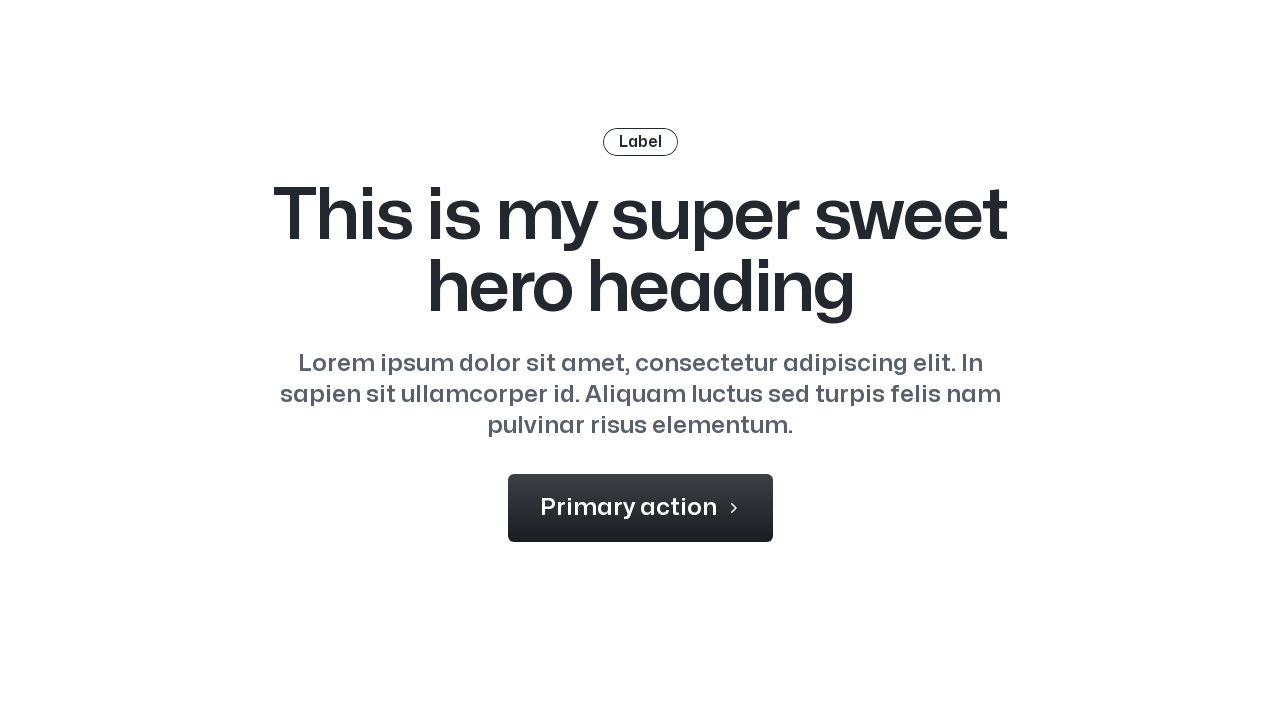 Label
This is my super sweet
hero heading
Lorem ipsum dolor sit amet, consectetur adipiscing elit. In
sapien sit ullamcorper id. Aliquam luctus sed turpis felis nam
pulvinar risus elementum.
Primary action